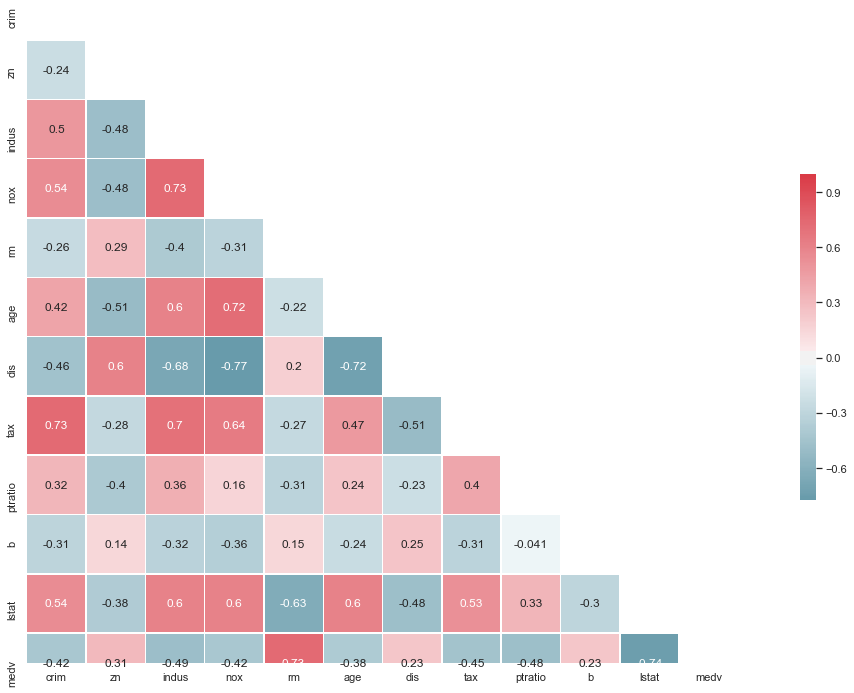 crim
zn -0.24
indus 0.5 -0.48
nox 0.54 -0.48 0.73
rm -0.26 0.29 -0.4 -0.31
age 0.42 -0.51 0.6 0.72 -0.22
dis -0.46 0.6 -0.68 -0.77 0.2 -0.72
tax 0.73 -0.28 0.7 0.64 -0.27 0.47 -0.51
ptratio 0.32 -0.4 0.36 0.16 -0.31 0.24 -0.23 0.4
b -0.31 0.14 -0.32 -0.36 0.15 -0.24 0.25 -0.31 -0.041
lstat 0.54 -0.38 0.6 0.6 -0.63 0.6 -0.48 0.53 0.33 -0.3
medv -0.42 0.31 -0.49 -0.42 0.73 -0.38 0.23 -0.45 -0.48 0.23 -0.74
crim zn indus nox rm age dis tax ptratio b lstat medv
0.9
0.6
0.3
0.0
−0.3
−0.6